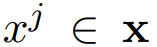 x^j ∈ 𝐱